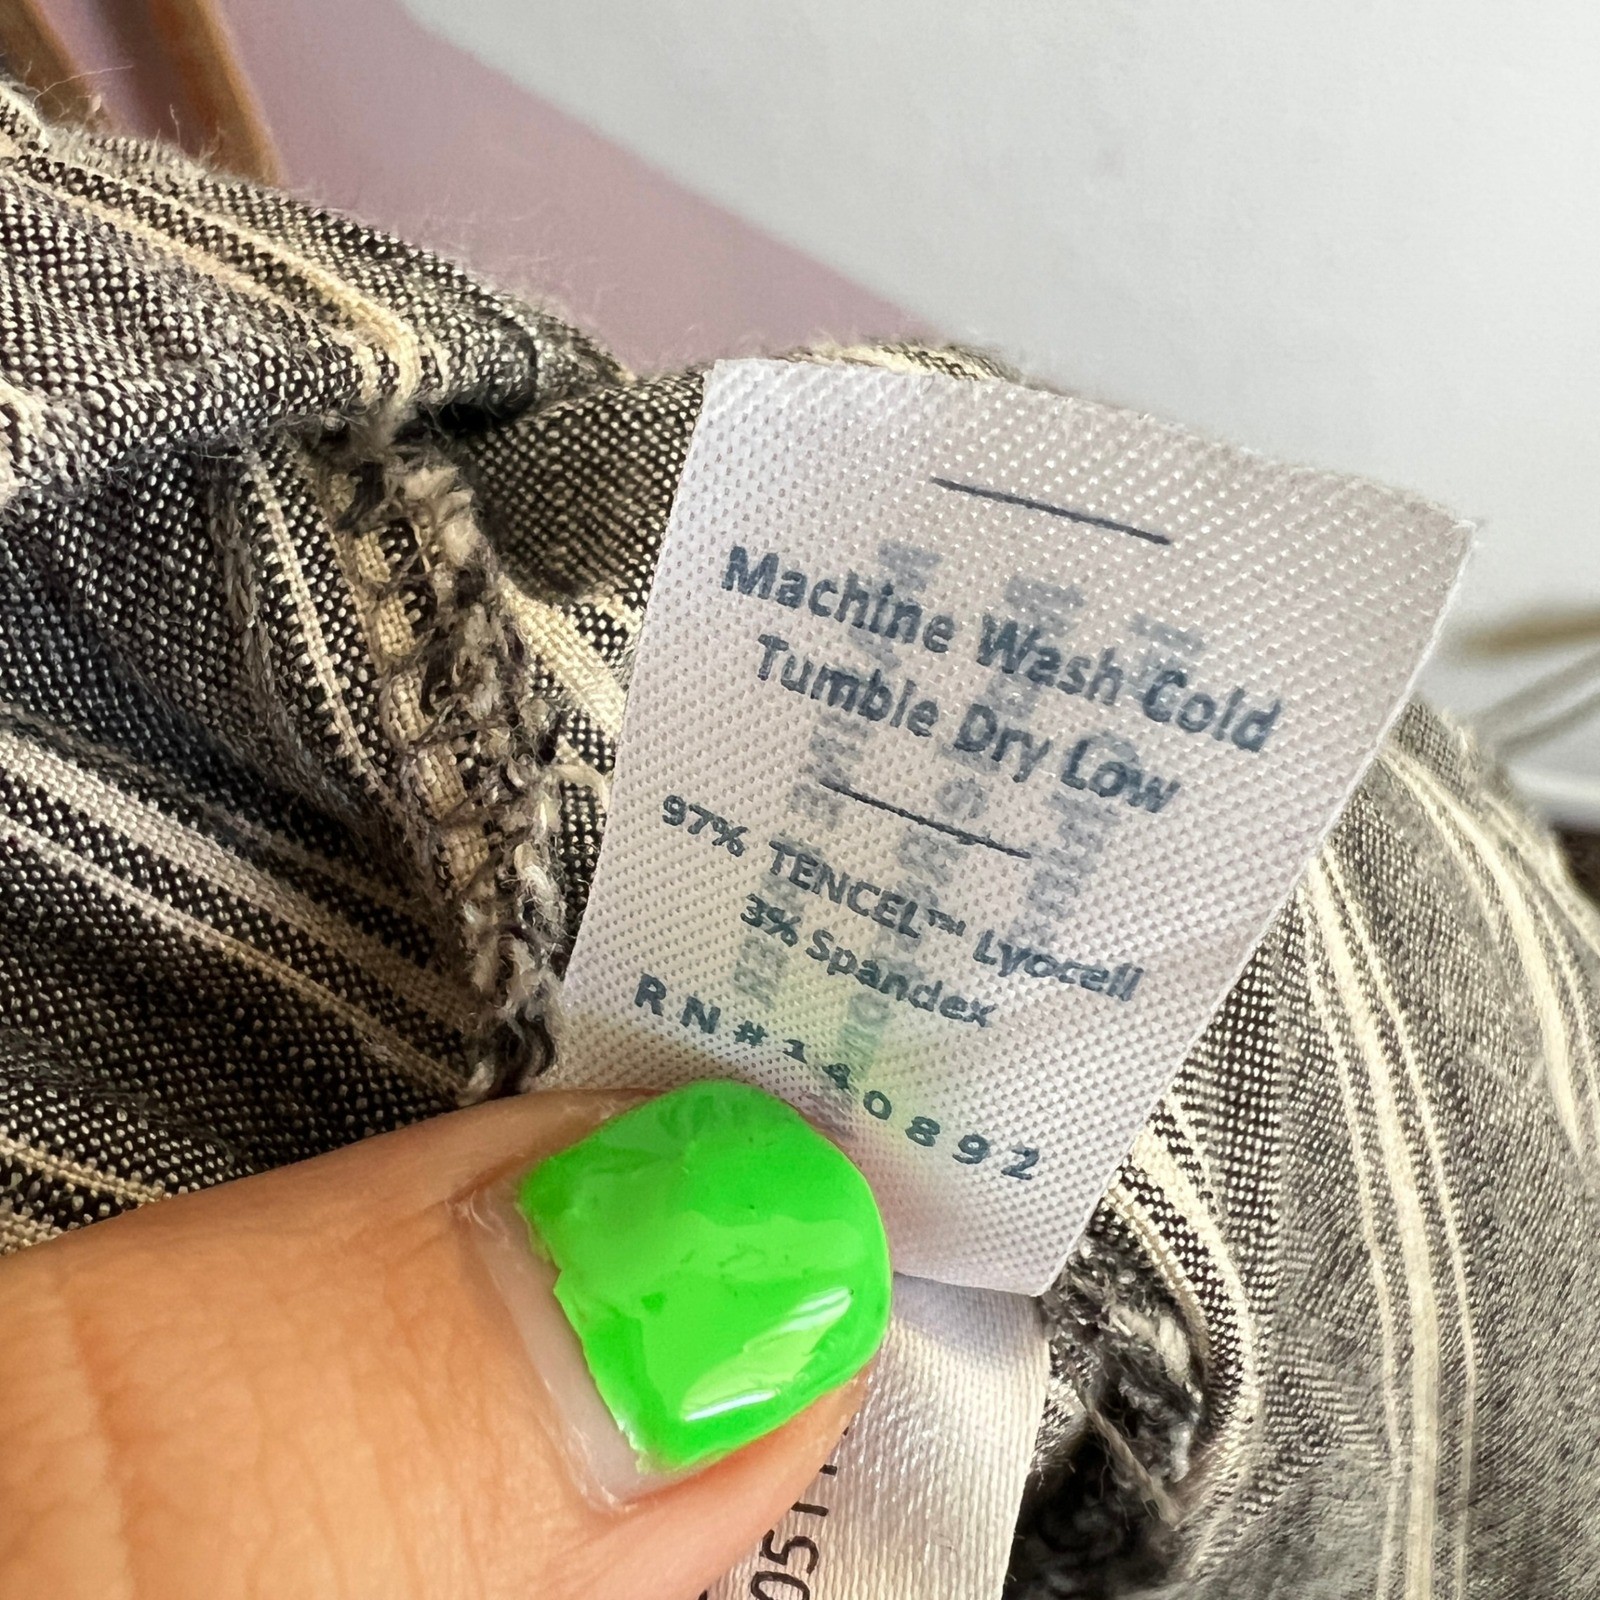 Machine Wash Cold
Tumble Dry Low
97% TENCEL™ Lyocell
3% Spandex
RN#140892